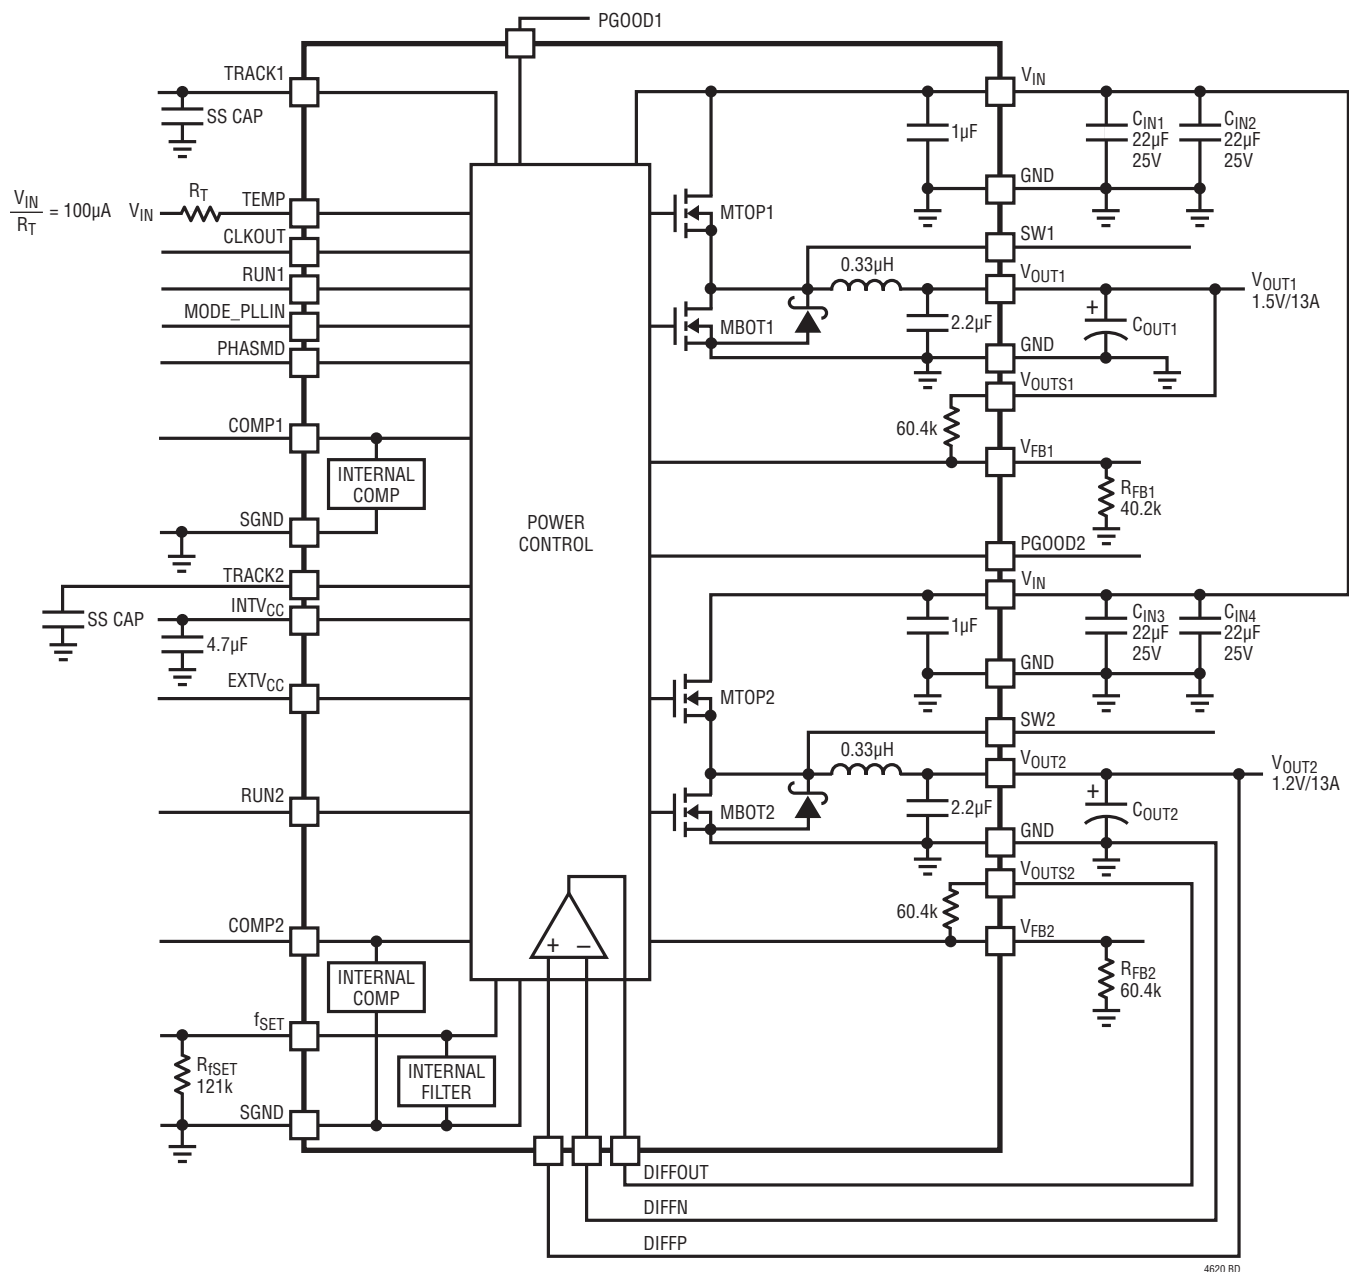 PGOOD1
TRACK1
SS CAP
V_IN/R_T = 100µA
V_IN
R_T
TEMP
CLKOUT
RUN1
MODE_PLLIN
PHASMD
COMP1
INTERNAL
COMP
SGND
TRACK2
SS CAP
INTV_CC
4.7µF
EXTV_CC
RUN2
COMP2
INTERNAL
COMP
f_SET
R_fSET
121k
INTERNAL
FILTER
SGND
POWER
CONTROL
+ –
V_IN
1µF
C_IN1
22µF
25V
C_IN2
22µF
25V
GND
MTOP1
SW1
0.33µH
V_OUT1
V_OUT1
1.5V/13A
MBOT1
2.2µF
+
C_OUT1
GND
V_OUTS1
60.4k
V_FB1
R_FB1
40.2k
PGOOD2
V_IN
1µF
C_IN3
22µF
25V
C_IN4
22µF
25V
GND
MTOP2
SW2
0.33µH
V_OUT2
V_OUT2
1.2V/13A
MBOT2
2.2µF
+
C_OUT2
GND
V_OUTS2
60.4k
V_FB2
R_FB2
60.4k
DIFFOUT
DIFFN
DIFFP
4620 BD